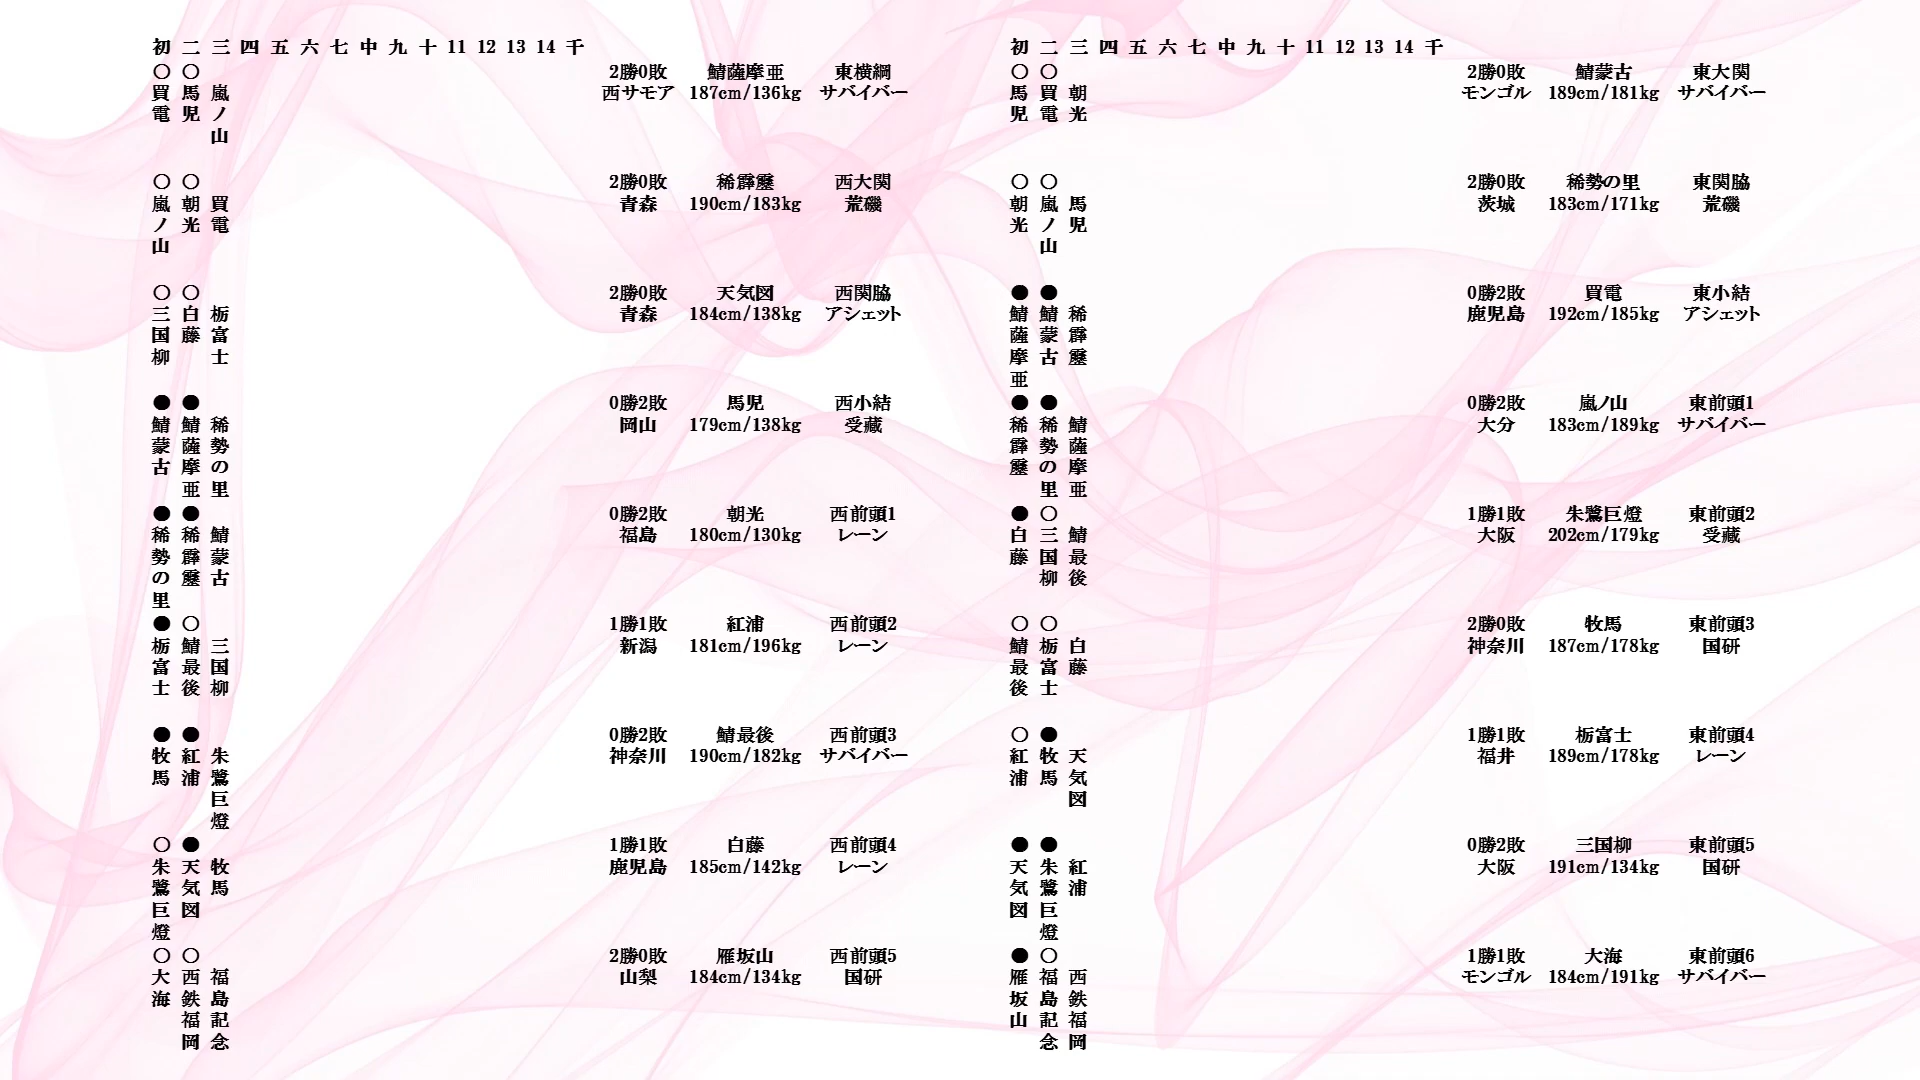 初 二 三 四 五 六 七 中 九 十 11 12 13 14 千
○買電 ○馬児 嵐ノ山
2勝0敗 鯖薩摩亜 東横綱
西サモア 187cm/136kg サバイバー
○嵐ノ山 ○朝光 買電
2勝0敗 稀霹靂 西大関
青森 190cm/183kg 荒磯
○三国柳 ○白藤 栃富士
2勝0敗 天気図 西関脇
青森 184cm/138kg アシェット
●鯖蒙古 ●鯖薩摩亜 稀勢の里
0勝2敗 馬児 西小結
岡山 179cm/138kg 受蔵
●稀勢の里 ●稀霹靂 鯖蒙古
0勝2敗 朝光 西前頭1
福島 180cm/130kg レーン
●栃富士 ○鯖最後 三国柳
1勝1敗 紅浦 西前頭2
新潟 181cm/196kg レーン
●牧馬 ●紅浦 朱鷺巨燈
0勝2敗 鯖最後 西前頭3
神奈川 190cm/182kg サバイバー
○朱鷺巨燈 ●天気図 牧馬
1勝1敗 白藤 西前頭4
鹿児島 185cm/142kg レーン
○大海 ○西鉄福岡 福島記念
2勝0敗 雁坂山 西前頭5
山梨 184cm/134kg 国研
初 二 三 四 五 六 七 中 九 十 11 12 13 14 千
○馬児 ○買電 朝光
2勝0敗 鯖蒙古 東大関
モンゴル 189cm/181kg サバイバー
○朝光 ○嵐ノ山 馬児
2勝0敗 稀勢の里 東関脇
茨城 183cm/171kg 荒磯
●鯖薩摩亜 ●鯖蒙古 稀霹靂
0勝2敗 買電 東小結
鹿児島 192cm/185kg アシェット
●稀霹靂 ●稀勢の里 鯖薩摩亜
0勝2敗 嵐ノ山 東前頭1
大分 183cm/189kg サバイバー
●白藤 ○三国柳 鯖最後
1勝1敗 朱鷺巨燈 東前頭2
大阪 202cm/179kg 受蔵
○鯖最後 ○栃富士 白藤
2勝0敗 牧馬 東前頭3
神奈川 187cm/178kg 国研
○紅浦 ●牧馬 天気図
1勝1敗 栃富士 東前頭4
福井 189cm/178kg レーン
●天気図 ●朱鷺巨燈 紅浦
0勝2敗 三国柳 東前頭5
大阪 191cm/134kg 国研
●雁坂山 ○福島記念 西鉄福岡
1勝1敗 大海 東前頭6
モンゴル 184cm/191kg サバイバー